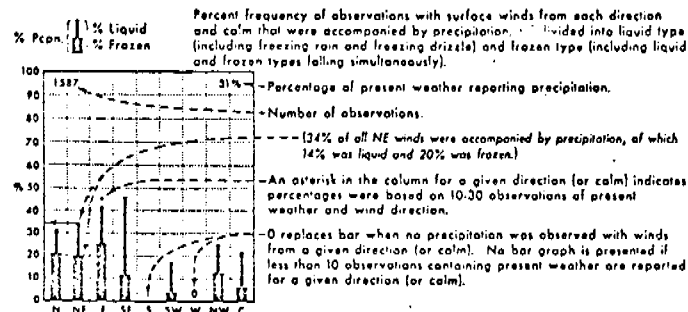 Percent frequency of observations with surface winds from each direction
% Pcpn. % Liquid
% Frozen
and calm that were accompanied by precipitation, divided into liquid type
(including freezing rain and freezing drizzle) and frozen type (including liquid
and frozen types falling simultaneously).
100
90
80
70
60
50
%
40
30
20
10
0
1587
31%
Percentage of present weather reporting precipitation.
Number of observations.
(34% of all NE winds were accompanied by precipitation, of which
14% was liquid and 20% was frozen.)
An asterisk in the column for a given direction (or calm) indicates
percentages were based on 10-30 observations of present
weather and wind direction.
0 replaces bar when no precipitation was observed with winds
from a given direction (or calm). No bar graph is presented if
less than 10 observations containing present weather are reported
for a given direction (or calm).
*
0
N NE E SE S SW W NW C